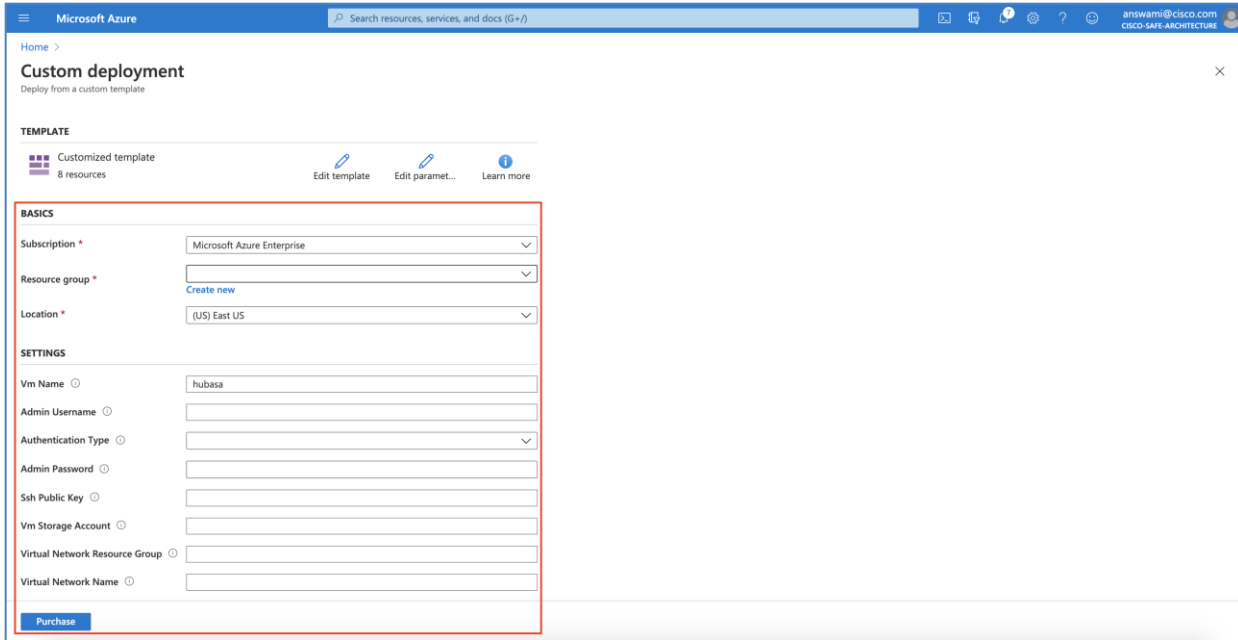 Microsoft Azure
Search resources, services, and docs (G+/)
7
answami@cisco.com
CISCO-SAFE-ARCHITECTURE
Home >
Custom deployment
Deploy from a custom template
TEMPLATE
Customized template
8 resources
Edit template
Edit paramet...
Learn more
BASICS
Subscription *
Microsoft Azure Enterprise
Resource group *
Create new
Location *
(US) East US
SETTINGS
Vm Name
hubasa
Admin Username
Authentication Type
Admin Password
Ssh Public Key
Vm Storage Account
Virtual Network Resource Group
Virtual Network Name
Purchase